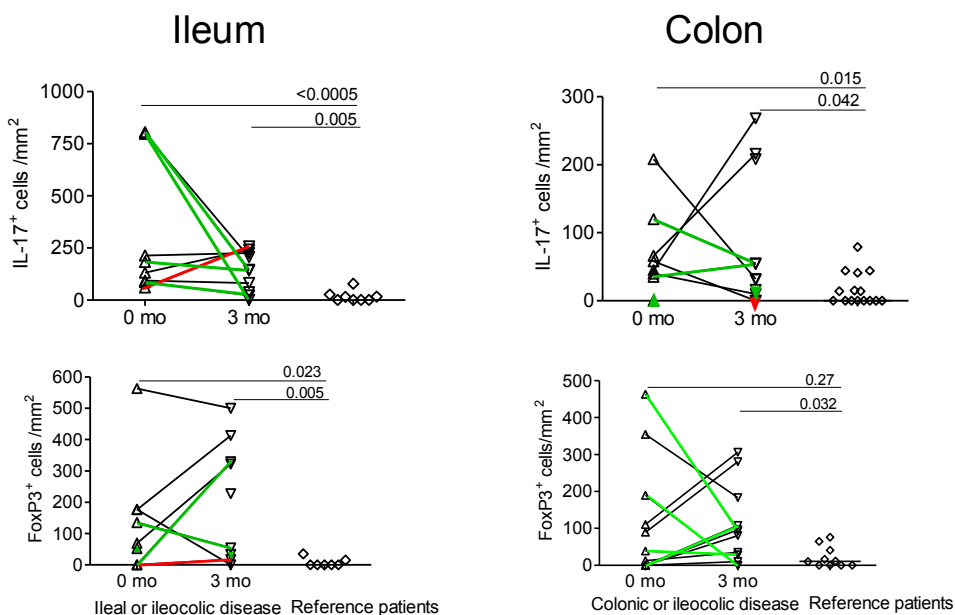 Ileum
Colon
IL-17+ cells /mm2
1000
750
500
250
0
<0.0005
0.005
0 mo
3 mo
IL-17+ cells /mm2
300
200
100
0
0.015
0.042
0 mo
3 mo
FoxP3+ cells /mm2
600
500
400
300
200
100
0
0.023
0.005
0 mo
3 mo
Ileal or ileocolic disease
Reference patients
FoxP3+ cells/mm2
500
400
300
200
100
0
0.27
0.032
0 mo
3 mo
Colonic or ileocolic disease
Reference patients